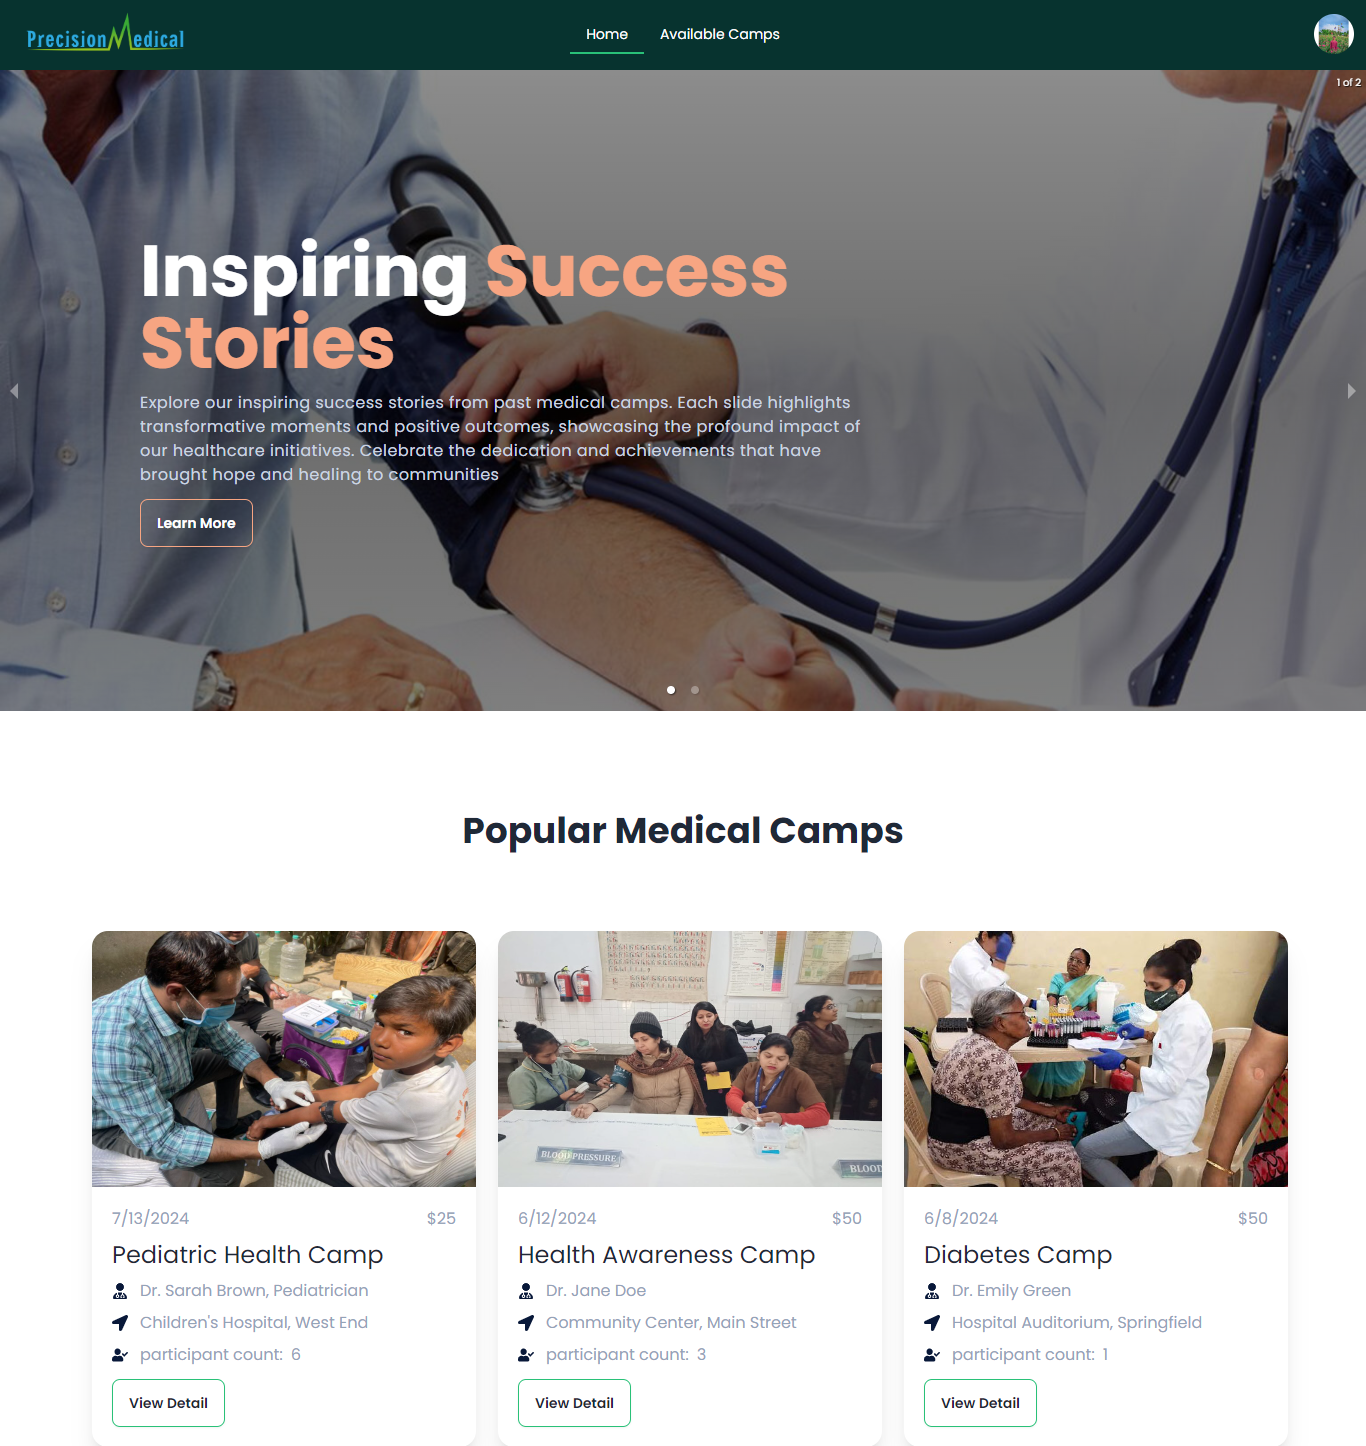 PrecisionMedical
Home
Available Camps
1 of 2
Inspiring Success
Stories
Explore our inspiring success stories from past medical camps. Each slide highlights
transformative moments and positive outcomes, showcasing the profound impact of
our healthcare initiatives. Celebrate the dedication and achievements that have
brought hope and healing to communities
Learn More
Popular Medical Camps
BLOOD PRESSURE
BLOOD
7/13/2024
$25
Pediatric Health Camp
Dr. Sarah Brown, Pediatrician
Children's Hospital, West End
participant count: 6
View Detail
6/12/2024
$50
Health Awareness Camp
Dr. Jane Doe
Community Center, Main Street
participant count: 3
View Detail
6/8/2024
$50
Diabetes Camp
Dr. Emily Green
Hospital Auditorium, Springfield
participant count: 1
View Detail